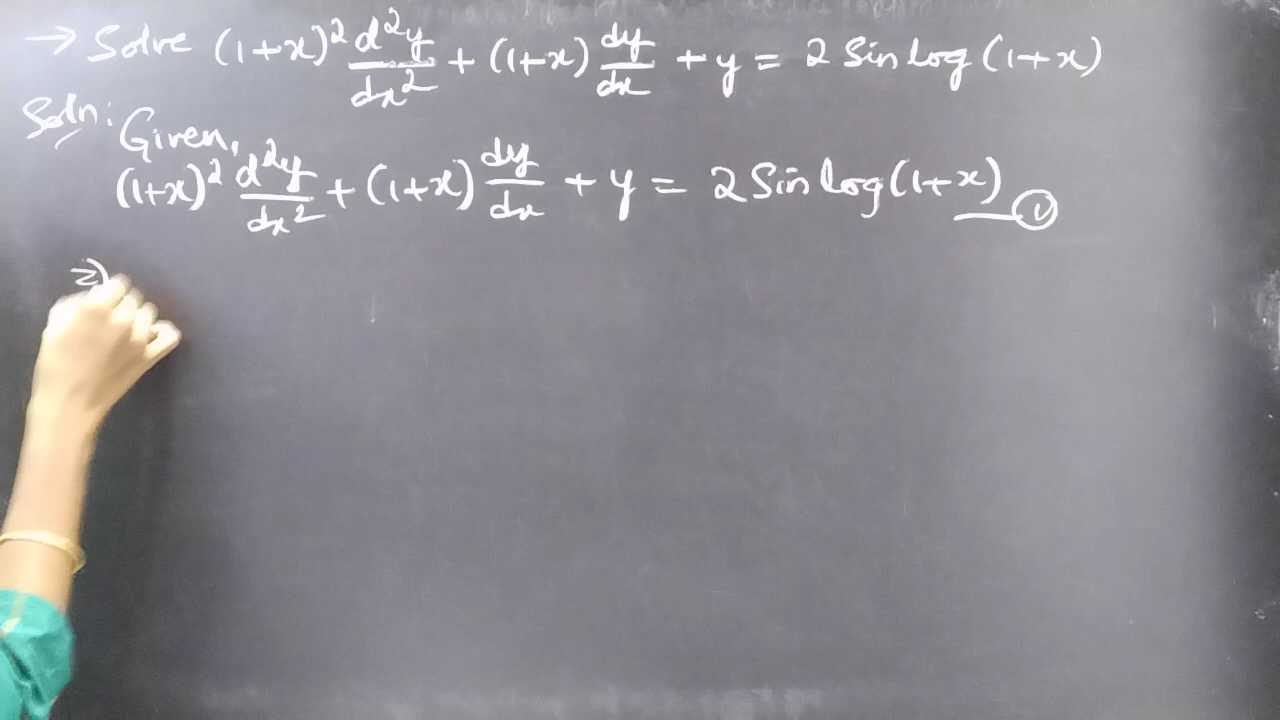 → Solve (1+x)² d²y/dx² + (1+x) dy/dx + y = 2 Sin log (1+x)
Soln: Given,
(1+x)² d²y/dx² + (1+x) dy/dx + y = 2 Sin log (1+x) —①
⇒